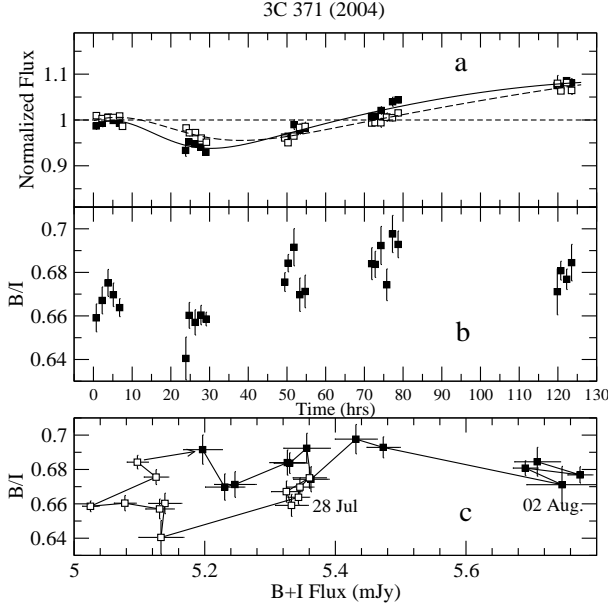 3C 371 (2004)
Normalized Flux
1.1
1
0.9
a
B/I
0.7
0.68
0.66
0.64
b
0 10 20 30 40 50 60 70 80 90 100 110 120 130
Time (hrs)
B/I
0.7
0.68
0.66
0.64
28 Jul
02 Aug.
c
5 5.2 5.4 5.6
B+I Flux (mJy)